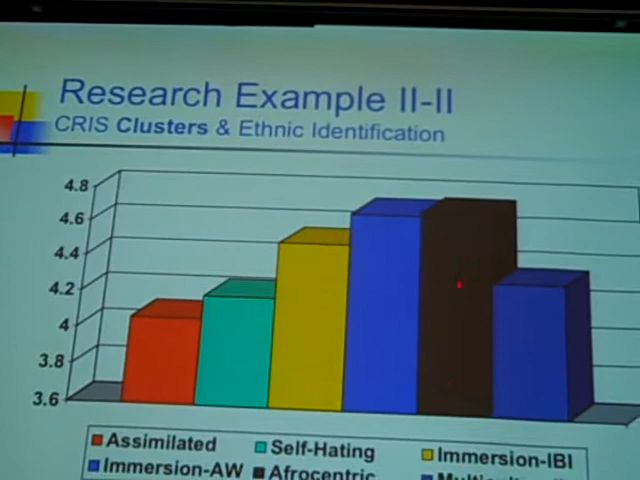 Research Example II-II
CRIS Clusters & Ethnic Identification
4.8
4.6
4.4
4.2
4
3.8
3.6
Assimilated Self-Hating Immersion-IBI
Immersion-AW Afrocentric